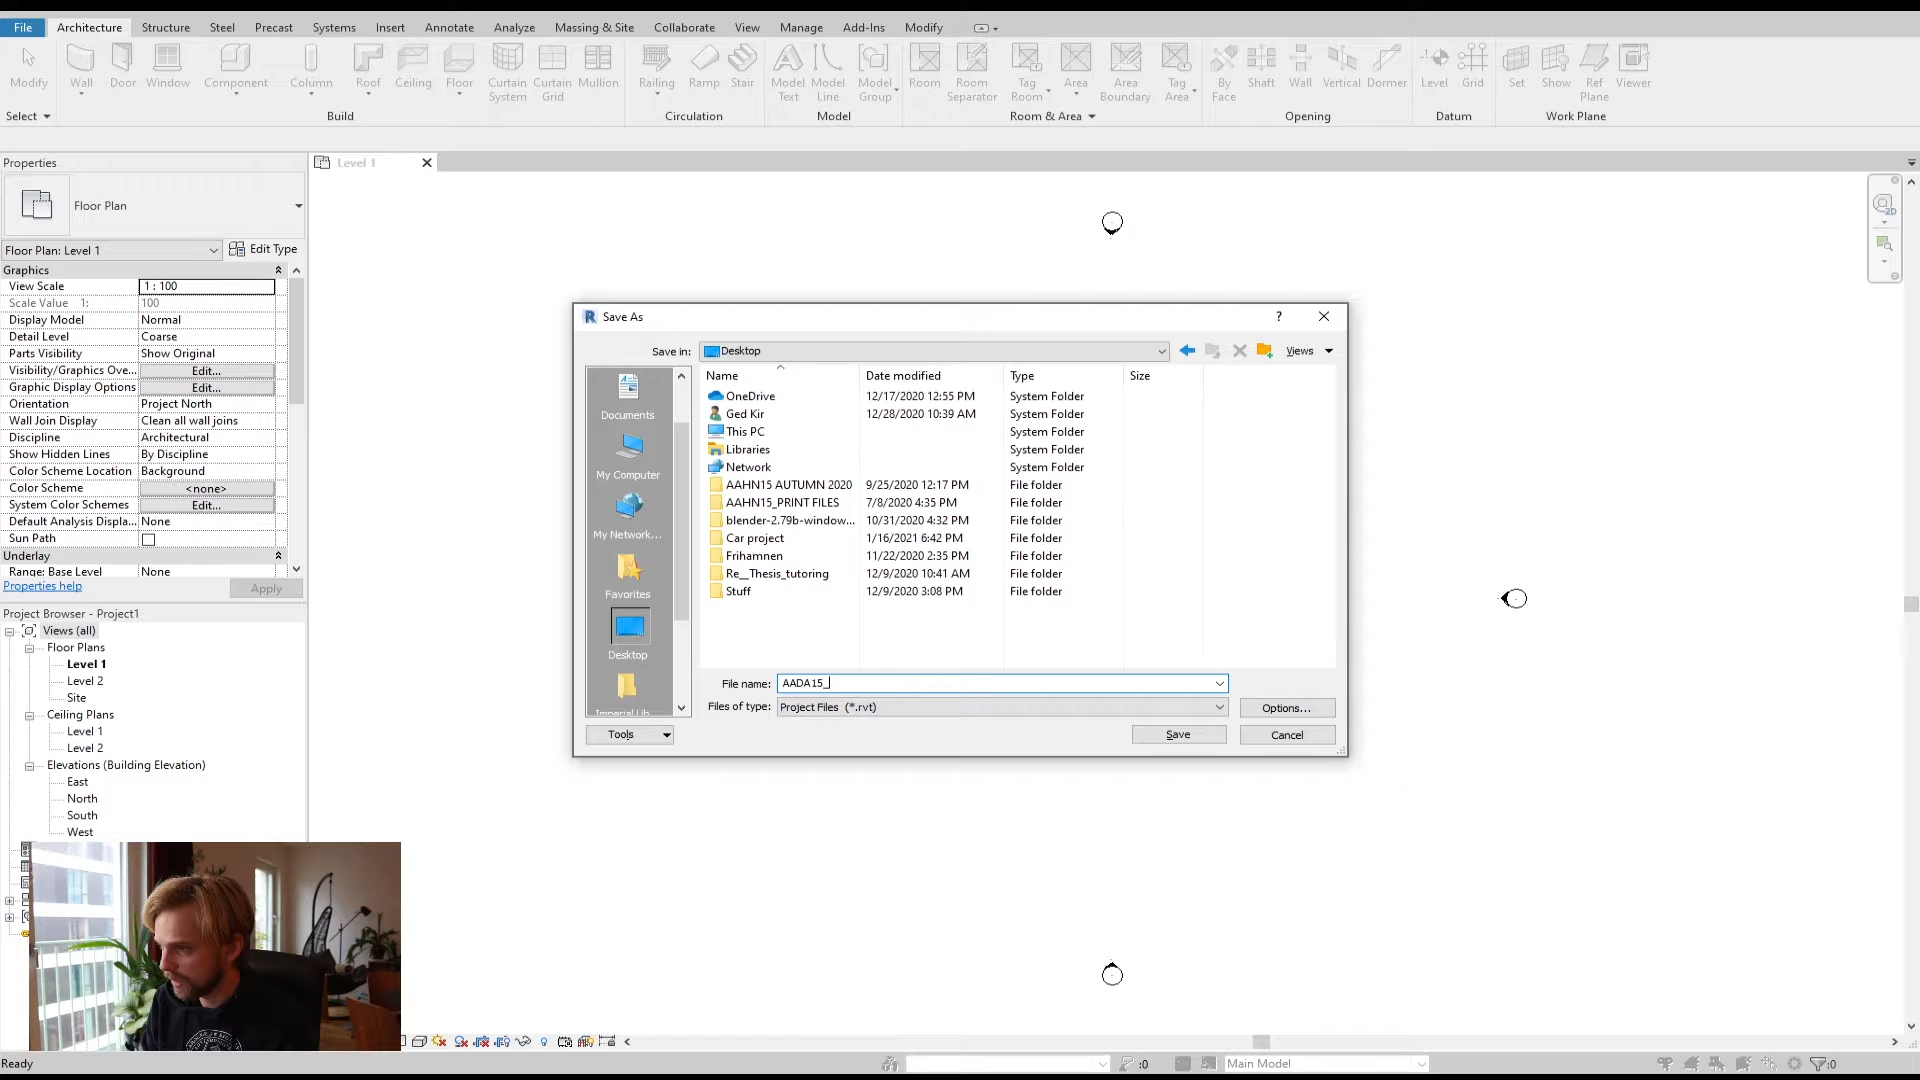 File Architecture Structure Steel Precast Systems Insert Annotate Analyze Massing & Site Collaborate View Manage Add-Ins Modify
Modify Wall Door Window Component Column Roof Ceiling Floor Curtain System Curtain Grid Mullion Railing Ramp Stair Model Text Model Line Model Group Room Room Separator Tag Room Area Area Boundary Tag Area By Face Shaft Wall Vertical Dormer Level Grid Set Show Ref Plane Viewer
Select Build Circulation Model Room & Area Opening Datum Work Plane
Properties
Level 1
Floor Plan
2D
Floor Plan: Level 1 Edit Type
Graphics
View Scale 1 : 100
Scale Value 1: 100
Display Model Normal
Detail Level Coarse
Parts Visibility Show Original
Visibility/Graphics Ove... Edit...
Graphic Display Options Edit...
Orientation Project North
Wall Join Display Clean all wall joins
Discipline Architectural
Show Hidden Lines By Discipline
Color Scheme Location Background
Color Scheme <none>
System Color Schemes Edit...
Default Analysis Displa... None
Sun Path
Underlay
Range: Base Level None
Properties help Apply
Project Browser - Project1
Views (all)
Floor Plans
Level 1
Level 2
Site
Ceiling Plans
Level 1
Level 2
Elevations (Building Elevation)
East
North
South
West
R Save As ?
Save in: Desktop Views
Name Date modified Type Size
OneDrive 12/17/2020 12:55 PM System Folder
Ged Kir 12/28/2020 10:39 AM System Folder
This PC System Folder
Libraries System Folder
Network System Folder
AAHN15 AUTUMN 2020 9/25/2020 12:17 PM File folder
AAHN15_PRINT FILES 7/8/2020 4:35 PM File folder
blender-2.79b-window... 10/31/2020 4:32 PM File folder
Car project 1/16/2021 6:42 PM File folder
Frihamnen 11/22/2020 2:35 PM File folder
Re__Thesis_tutoring 12/9/2020 10:41 AM File folder
Stuff 12/9/2020 3:08 PM File folder
Documents
My Computer
My Network...
Favorites
Desktop
Imperial Lib
File name: AADA15_
Files of type: Project Files (*.rvt) Options...
Tools Save Cancel
Ready :0 Main Model :0